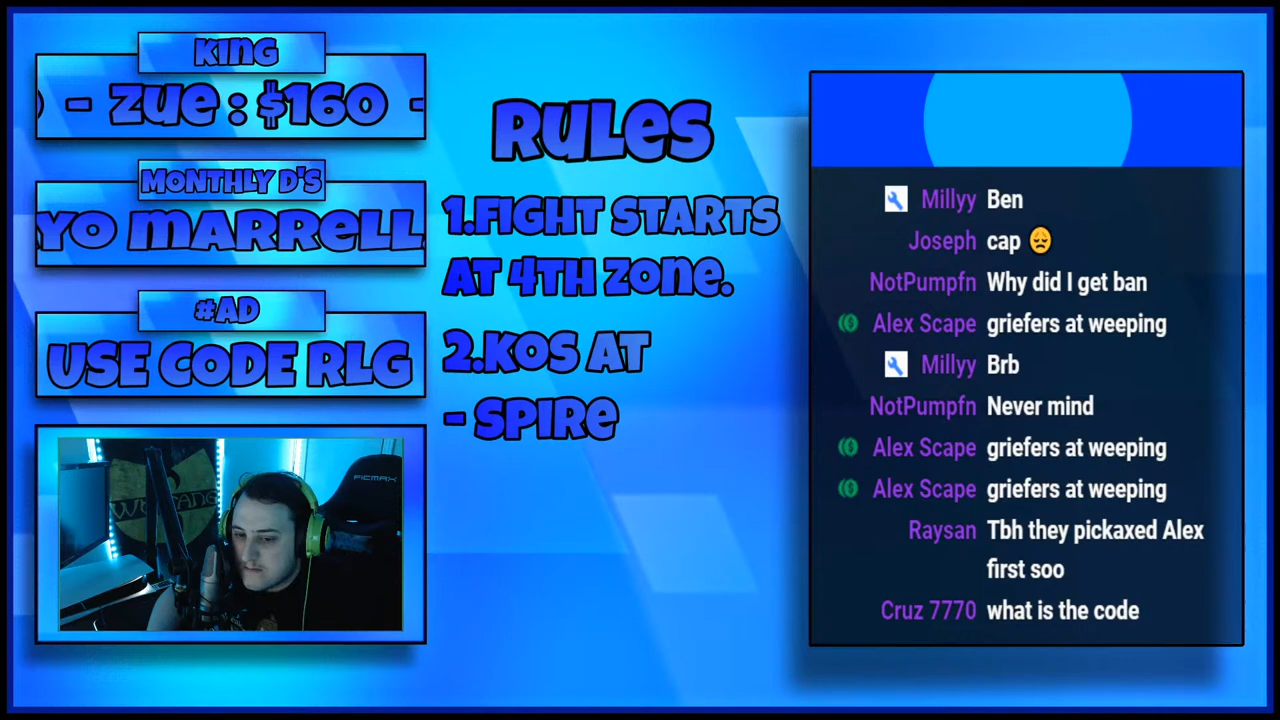 King
- Zue : $160 -
Monthly D's
YO MARRELL
#AD
USE CODE RLG
Rules
1.Fight starts
at 4th zone.
2.KOS at
- Spire
PICMAX
Millyy Ben
Joseph cap 😔
NotPumpfn Why did I get ban
Alex Scape griefers at weeping
Millyy Brb
NotPumpfn Never mind
Alex Scape griefers at weeping
Alex Scape griefers at weeping
Raysan Tbh they pickaxed Alex
first soo
Cruz 7770 what is the code